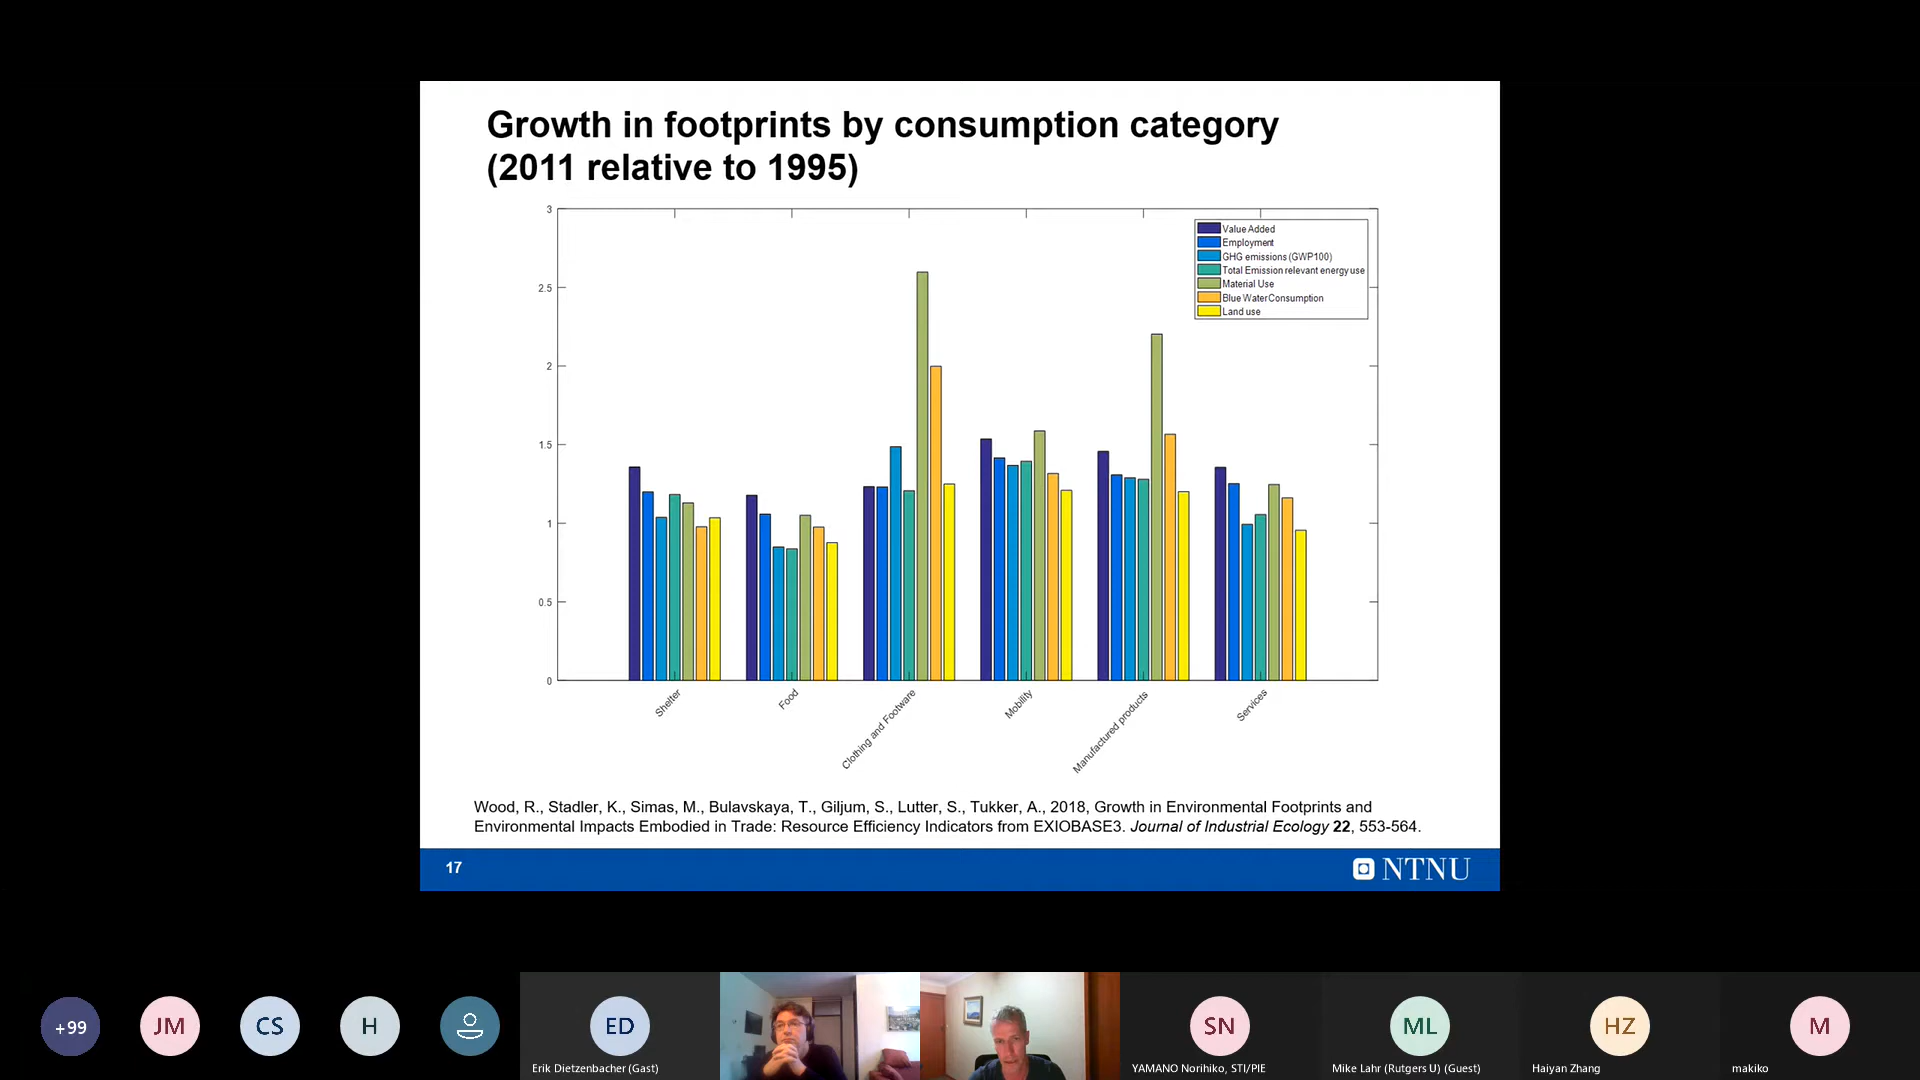 Growth in footprints by consumption category
(2011 relative to 1995)
3
2.5
2
1.5
1
0.5
0
Value Added
Employment
GHG emissions (GWP100)
Total Emission relevant energy use
Material Use
Blue Water Consumption
Land use
Shelter
Food
Clothing and Footware
Mobility
Manufactured products
Services
Wood, R., Stadler, K., Simas, M., Bulavskaya, T., Giljum, S., Lutter, S., Tukker, A., 2018, Growth in Environmental Footprints and
Environmental Impacts Embodied in Trade: Resource Efficiency Indicators from EXIOBASE3. Journal of Industrial Ecology 22, 553-564.
17
NTNU
+99
JM
CS
H
ED
SN
ML
HZ
M
Erik Dietzenbacher (Gast)
YAMANO Norihiko, STI/PIE
Mike Lahr (Rutgers U) (Guest)
Haiyan Zhang
makiko